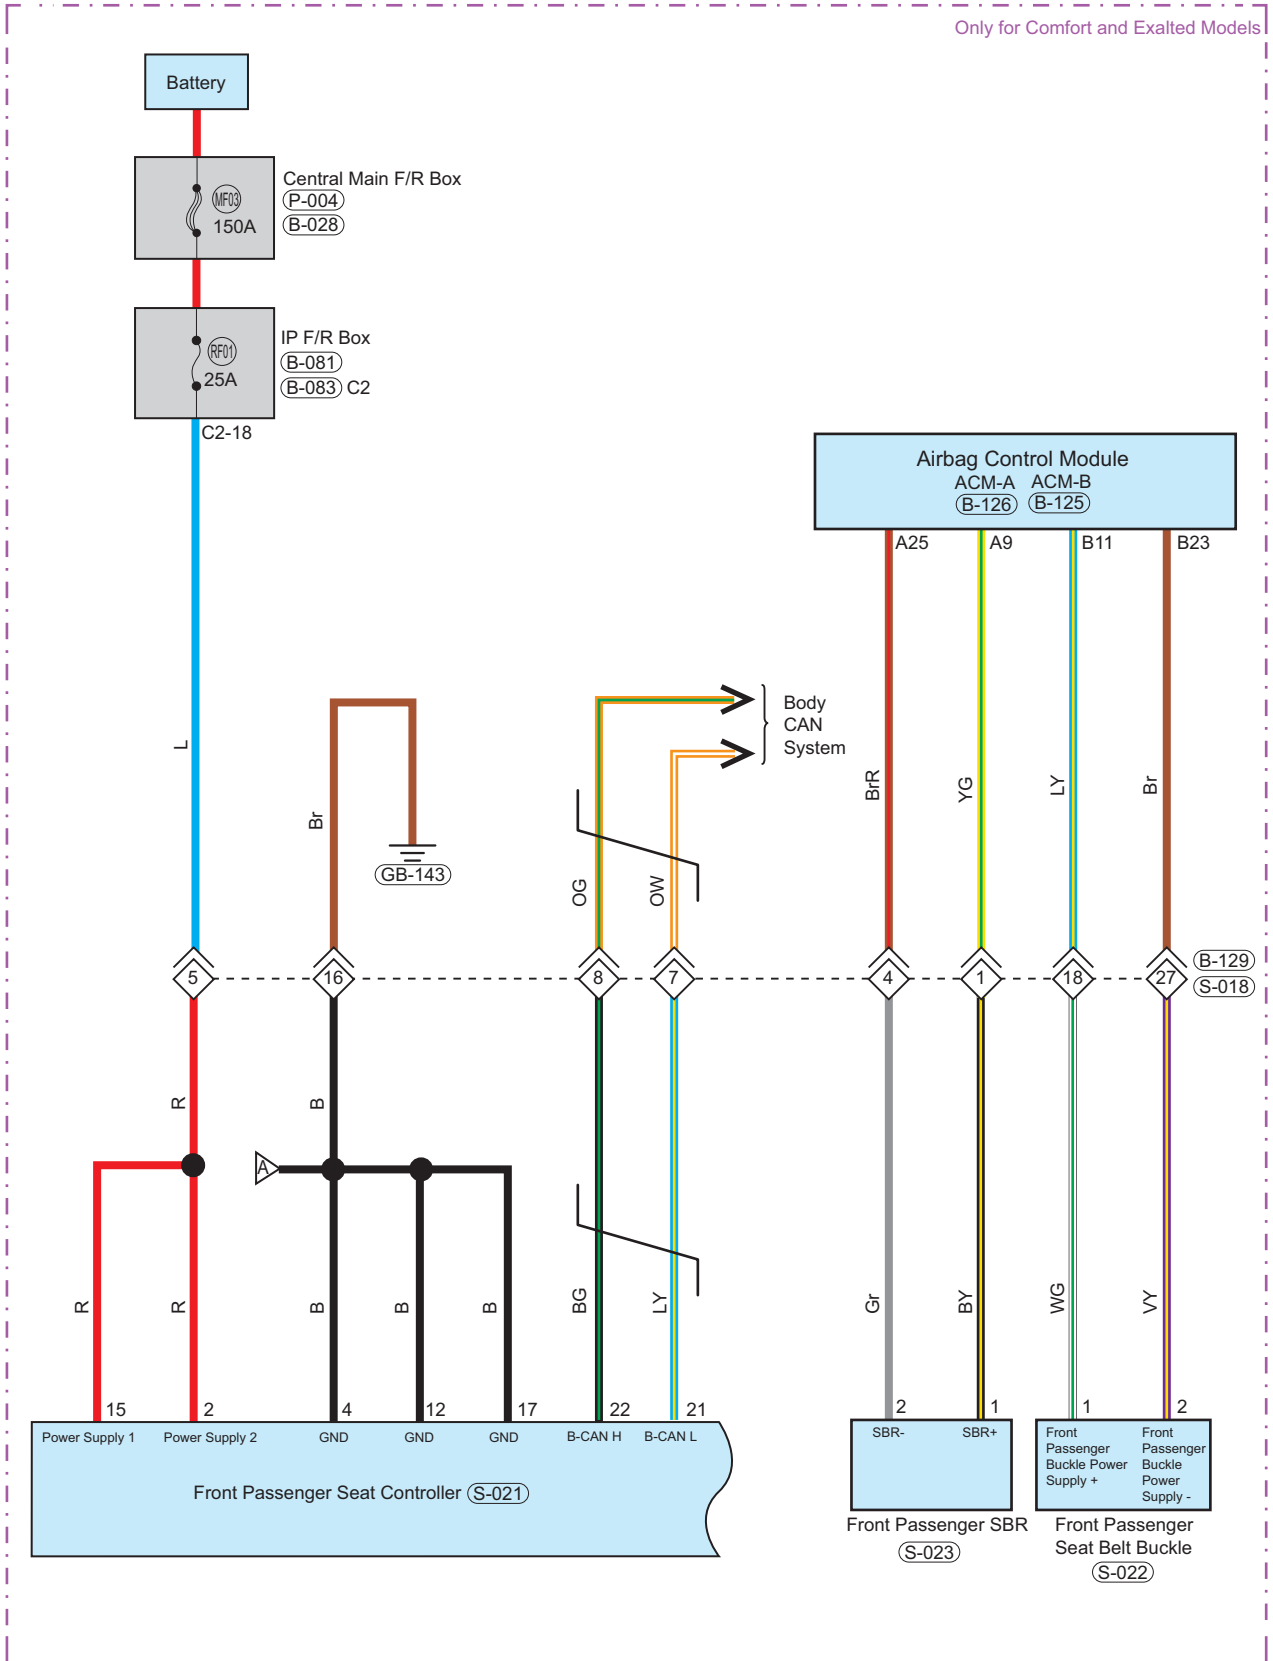 Only for Comfort and Exalted Models
Battery
Central Main F/R Box
P-004
B-028
MF03
150A
IP F/R Box
B-081
B-083 C2
RF01
25A
C2-18
Airbag Control Module
ACM-A ACM-B
B-126 B-125
A25 A9 B11 B23
Body
CAN
System
L
Br
GB-143
OG
OW
BrR
YG
LY
Br
5 16 8 7 4 1 18 27
B-129
S-018
R
B
A
R
R
B
B
B
BG
LY
Gr
BY
WG
VY
15 2 4 12 17 22 21 2 1 1 2
Power Supply 1 Power Supply 2 GND GND GND B-CAN H B-CAN L
Front Passenger Seat Controller S-021
SBR- SBR+
Front Passenger SBR
S-023
Front
Passenger
Buckle Power
Supply +
Front
Passenger
Buckle
Power
Supply -
Front Passenger
Seat Belt Buckle
S-022